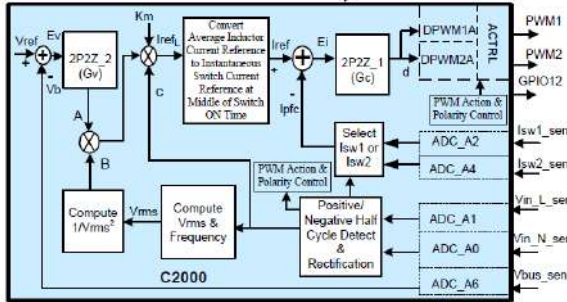 Km
Vref
Ev
Vb
2P2Z_2
(Gv)
A
B
C
IrefL
Convert
Average Inductor
Current Reference
to Instantaneous
Switch Current
Reference at
Middle of Switch
ON Time
Iref
Ei
Ipfc
2P2Z_1
(Gc)
d
DPWM1A
DPWM2A
ACTRL
PWM1
PWM2
GPIO12
PWM Action &
Polarity Control
Select
Isw1 or
Isw2
ADC_A2
ADC_A4
Isw1_sen
Isw2_sen
PWM Action &
Polarity Control
Compute
1/Vrms²
Vrms
Compute
Vrms &
Frequency
Positive/
Negative Half
Cycle Detect
&
Rectification
ADC_A1
ADC_A0
ADC_A6
Vin_L_sen
Vin_N_sen
Vbus_sen
C2000